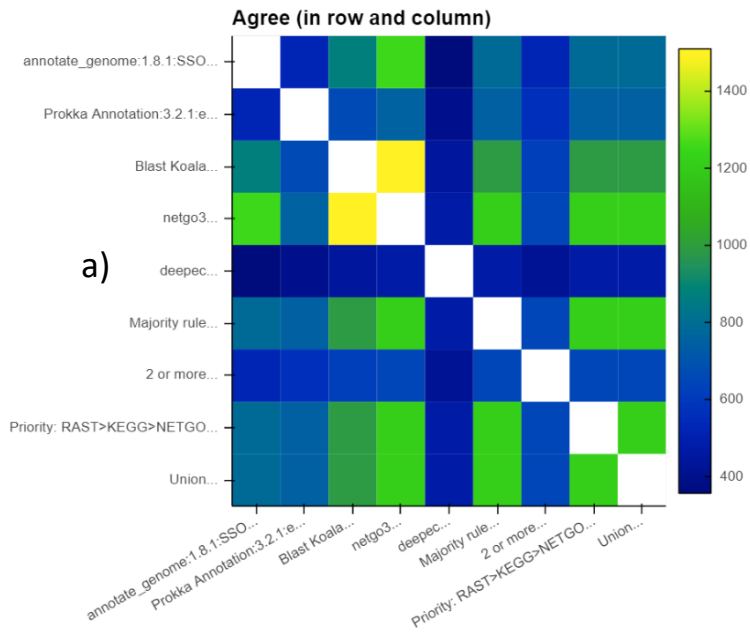 Agree (in row and column)
annotate_genome:1.8.1:SSO...
Prokka Annotation:3.2.1:e...
Blast Koala...
netgo3...
a)
deepec...
Majority rule...
2 or more...
Priority: RAST>KEGG>NETGO...
Union...
annotate_genome:1.8.1:SSO...
Prokka Annotation:3.2.1:e...
Blast Koala...
netgo3...
deepec...
Majority rule...
2 or more...
Priority: RAST>KEGG>NETGO...
Union...
1400
1200
1000
800
600
400